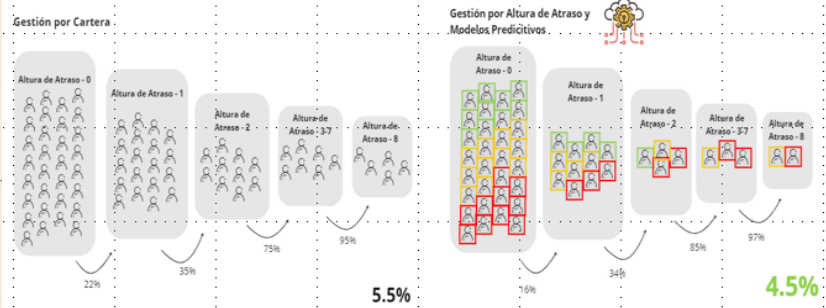 Gestión por Cartera
Altura de Atraso - 0
Altura de Atraso - 1
Altura de
Atraso - 2
Altura de
Atraso - 3-7
Altura de
Atraso - 8
22%
35%
75%
95%
5.5%
Gestión por Altura de Atraso y
Modelos Predicitivos
Altura de
Atraso - 0
Altura de
Atraso - 1
Altura de
Atraso - 2
Altura de
Atraso - 3-7
Altura de
Atraso - 8
16%
34%
85%
97%
4.5%